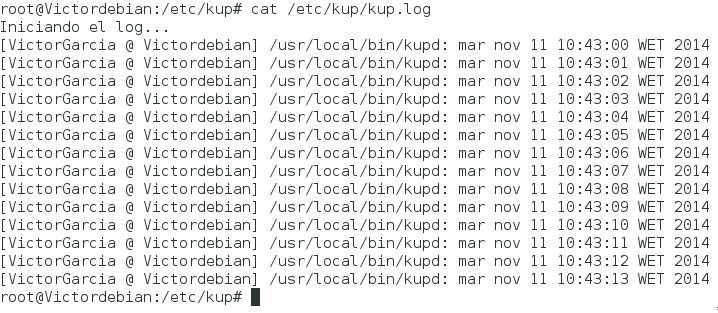 root@Victordebian:/etc/kup# cat /etc/kup/kup.log
Iniciando el log...
[VictorGarcia @ Victordebian] /usr/local/bin/kupd: mar nov 11 10:43:00 WET 2014
[VictorGarcia @ Victordebian] /usr/local/bin/kupd: mar nov 11 10:43:01 WET 2014
[VictorGarcia @ Victordebian] /usr/local/bin/kupd: mar nov 11 10:43:02 WET 2014
[VictorGarcia @ Victordebian] /usr/local/bin/kupd: mar nov 11 10:43:03 WET 2014
[VictorGarcia @ Victordebian] /usr/local/bin/kupd: mar nov 11 10:43:04 WET 2014
[VictorGarcia @ Victordebian] /usr/local/bin/kupd: mar nov 11 10:43:05 WET 2014
[VictorGarcia @ Victordebian] /usr/local/bin/kupd: mar nov 11 10:43:06 WET 2014
[VictorGarcia @ Victordebian] /usr/local/bin/kupd: mar nov 11 10:43:07 WET 2014
[VictorGarcia @ Victordebian] /usr/local/bin/kupd: mar nov 11 10:43:08 WET 2014
[VictorGarcia @ Victordebian] /usr/local/bin/kupd: mar nov 11 10:43:09 WET 2014
[VictorGarcia @ Victordebian] /usr/local/bin/kupd: mar nov 11 10:43:10 WET 2014
[VictorGarcia @ Victordebian] /usr/local/bin/kupd: mar nov 11 10:43:11 WET 2014
[VictorGarcia @ Victordebian] /usr/local/bin/kupd: mar nov 11 10:43:12 WET 2014
[VictorGarcia @ Victordebian] /usr/local/bin/kupd: mar nov 11 10:43:13 WET 2014
root@Victordebian:/etc/kup#